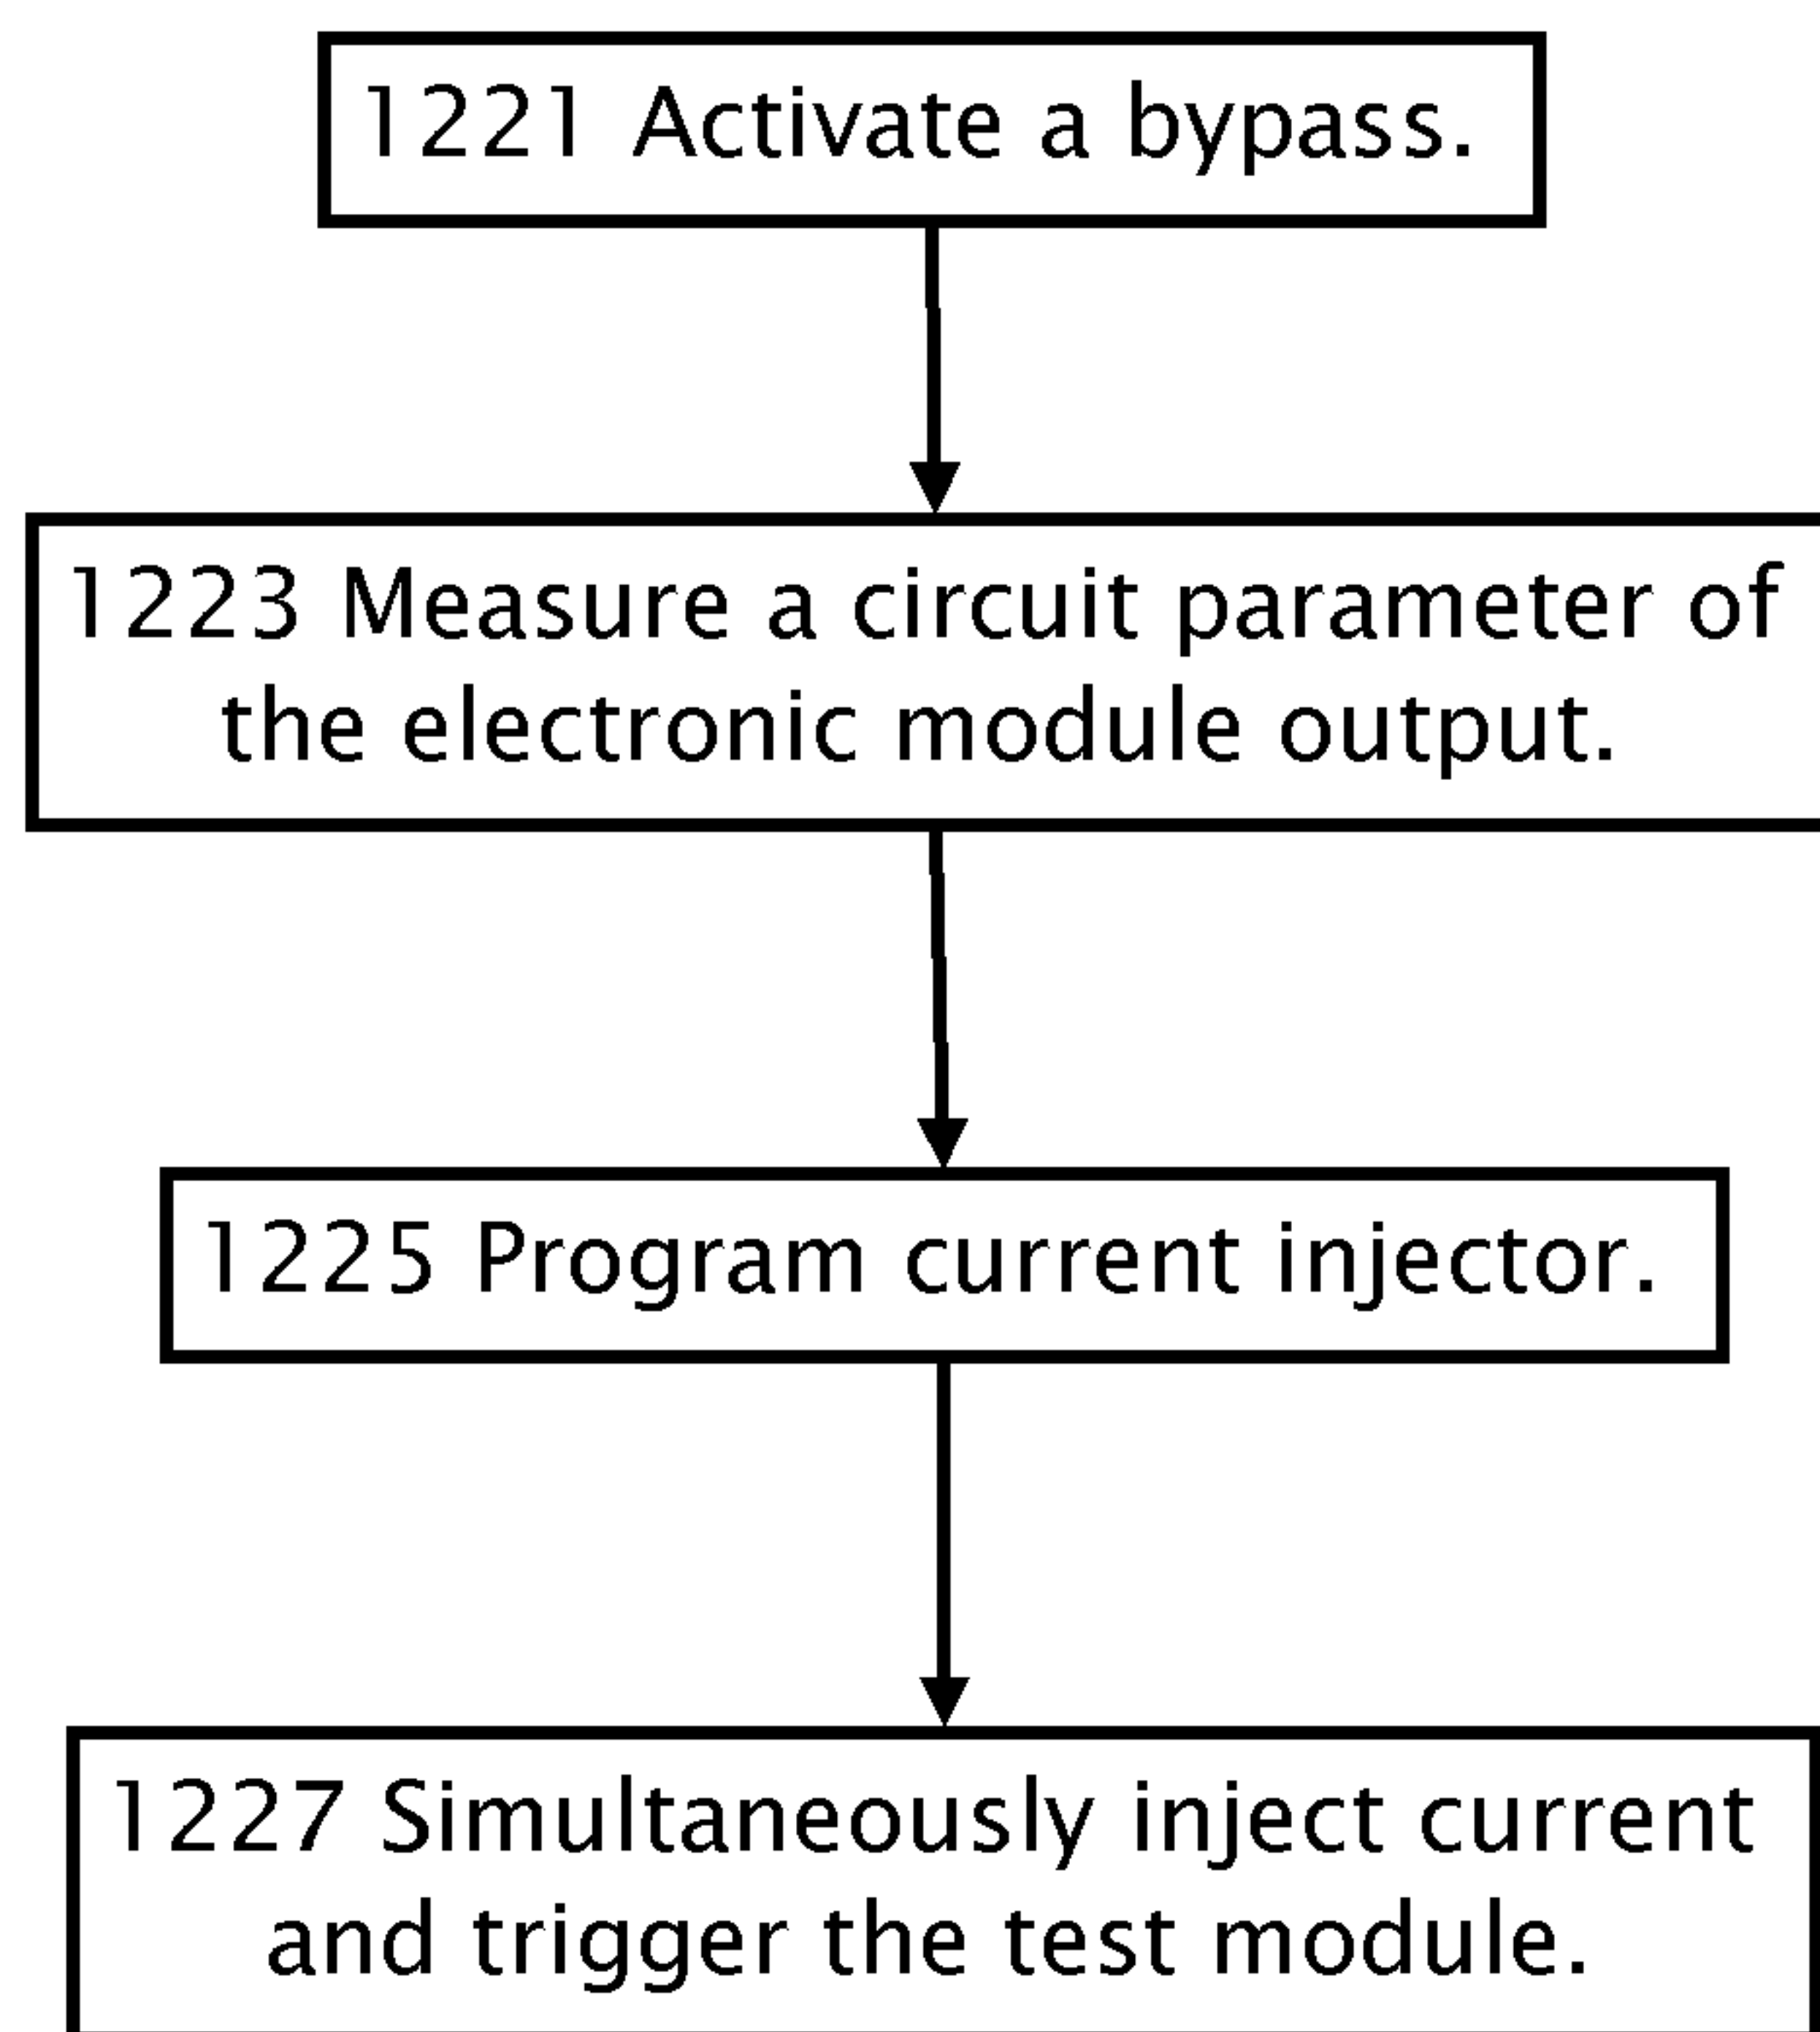 1221 Activate a bypass.
1223 Measure a circuit parameter of
the electronic module output.
1225 Program current injector.
1227 Simultaneously inject current
and trigger the test module.